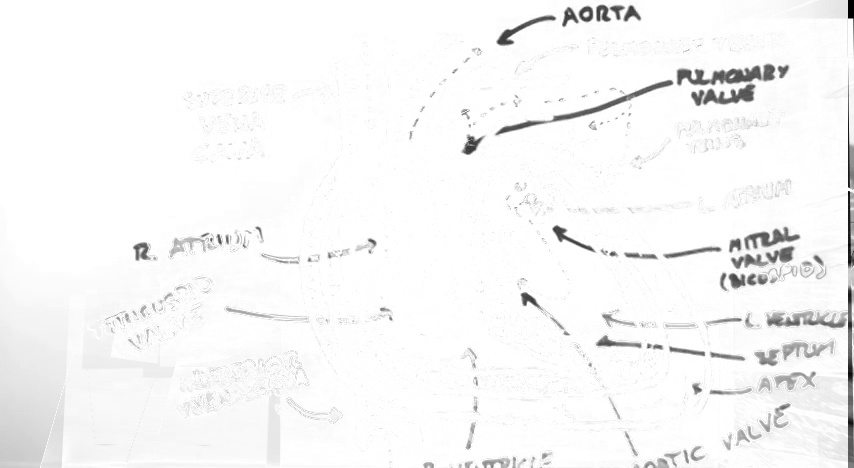 AORTA
PULMONARY TRUNK
PULMONARY
VALVE
SUPERIOR
VENA
CAVA
PULMONARY
VEINS
L. ATRIUM
R. ATRIUM
MITRAL
VALVE
(BICUSPID)
TRICUSPID
VALVE
L. VENTRICLE
SEPTUM
INFERIOR
VENA CAVA
APEX
R. VENTRICLE
AORTIC VALVE